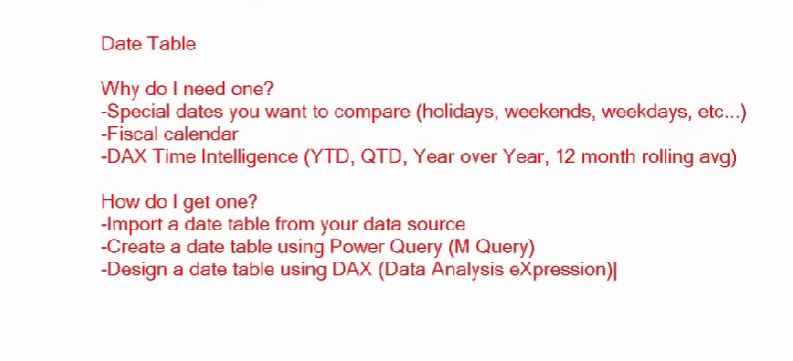 Date Table
Why do I need one?
-Special dates you want to compare (holidays, weekends, weekdays, etc...)
-Fiscal calendar
-DAX Time Intelligence (YTD, QTD, Year over Year, 12 month rolling avg)
How do I get one?
-Import a date table from your data source
-Create a date table using Power Query (M Query)
-Design a date table using DAX (Data Analysis eXpression)